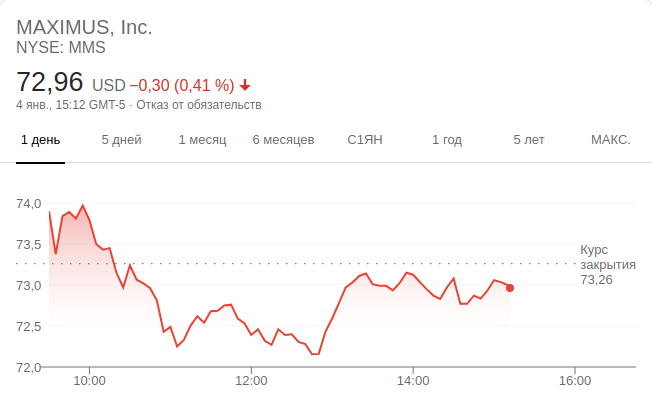 MAXIMUS, Inc.
NYSE: MMS
72,96 USD −0,30 (0,41 %)
4 янв., 15:12 GMT-5 · Отказ от обязательств
1 день 5 дней 1 месяц 6 месяцев С1ЯН 1 год 5 лет МАКС.
74,0
73,5
Курс
закрытия
73,26
73,0
72,5
72,0
10:00 12:00 14:00 16:00